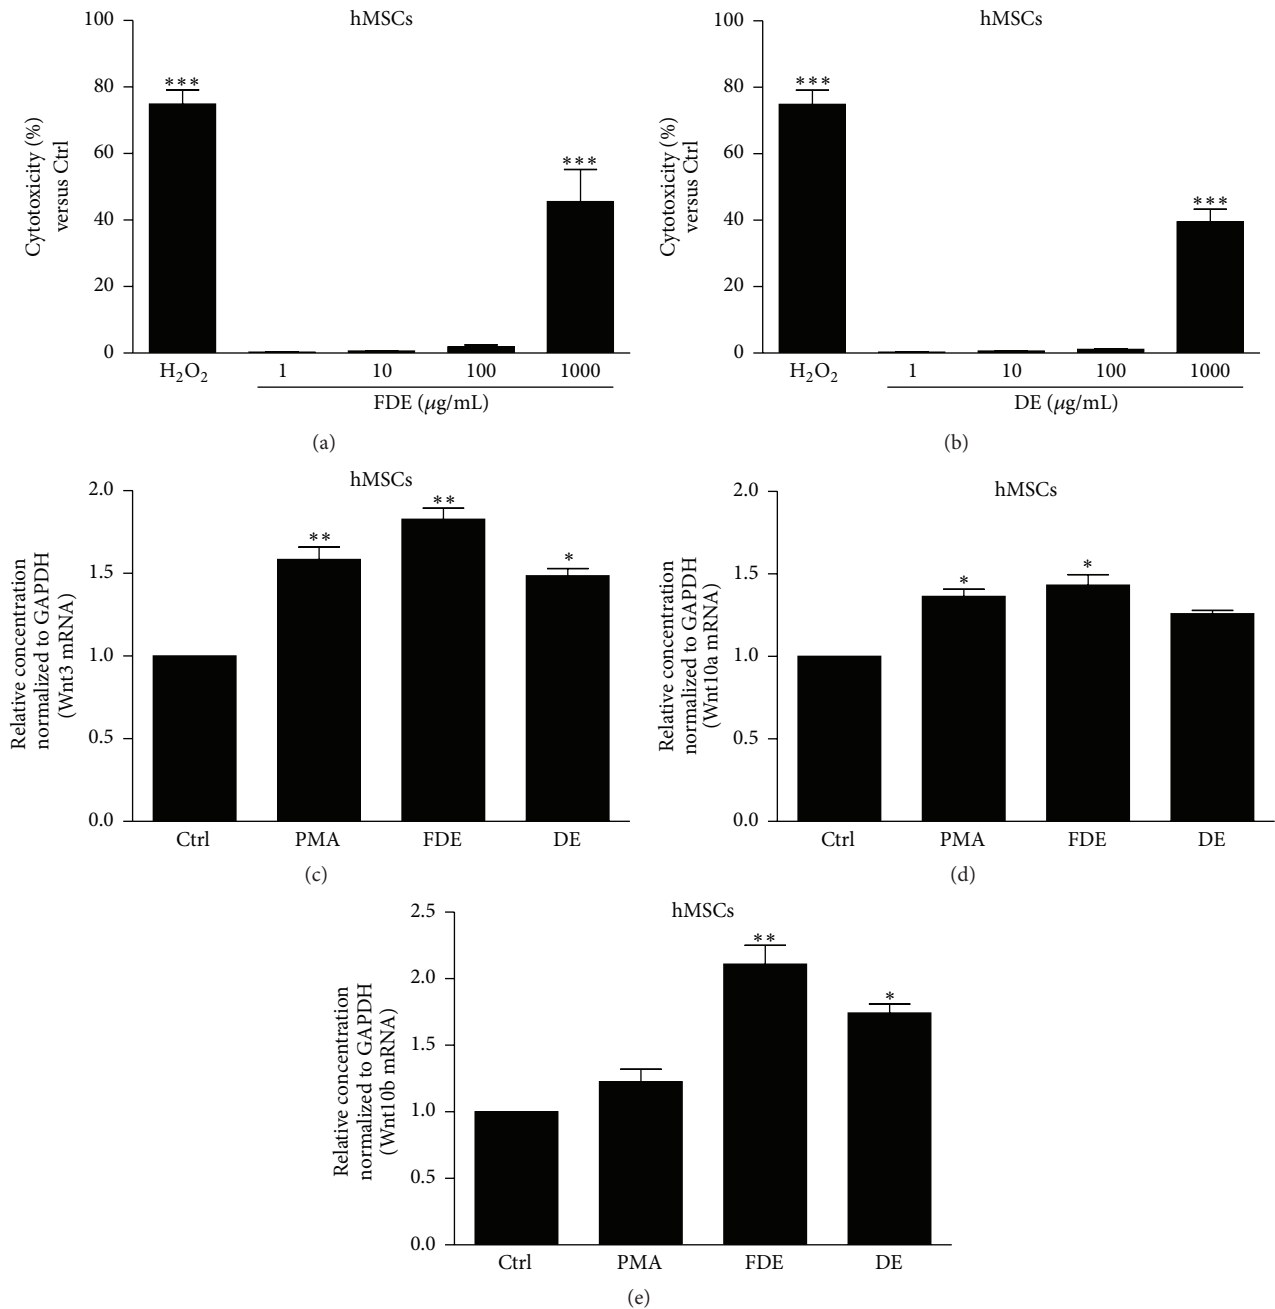 hMSCs
100
80
60
40
20
0
Cytotoxicity (%)
versus Ctrl
***
***
H₂O₂ 1 10 100 1000
FDE (μg/mL)
(a)
hMSCs
100
80
60
40
20
0
Cytotoxicity (%)
versus Ctrl
***
***
H₂O₂ 1 10 100 1000
DE (μg/mL)
(b)
hMSCs
2.0
1.5
1.0
0.5
0.0
Relative concentration
normalized to GAPDH
(Wnt3 mRNA)
**
**
*
Ctrl PMA FDE DE
(c)
hMSCs
2.0
1.5
1.0
0.5
0.0
Relative concentration
normalized to GAPDH
(Wnt10a mRNA)
*
*
Ctrl PMA FDE DE
(d)
hMSCs
2.5
2.0
1.5
1.0
0.5
0.0
Relative concentration
normalized to GAPDH
(Wnt10b mRNA)
**
*
Ctrl PMA FDE DE
(e)